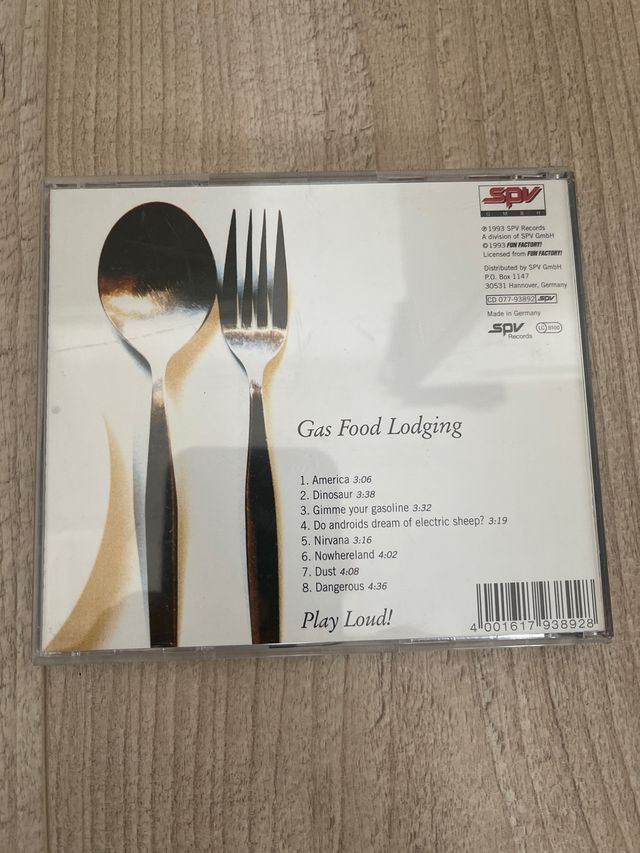 SPV
GMBH
℗ 1993 SPV Records
A division of SPV GmbH
© 1993 FUN FACTORY!
Licensed from FUN FACTORY!
Distributed by SPV GmbH
P.O. Box 1147
30531 Hannover, Germany
CD 077-93892 SPV
Made in Germany
SPV Records
LC 9100
Gas Food Lodging
1. America 3:06
2. Dinosaur 3:38
3. Gimme your gasoline 3:32
4. Do androids dream of electric sheep? 3:19
5. Nirvana 3:16
6. Nowhereland 4:02
7. Dust 4:08
8. Dangerous 4:36
Play Loud!
4 001617 938928